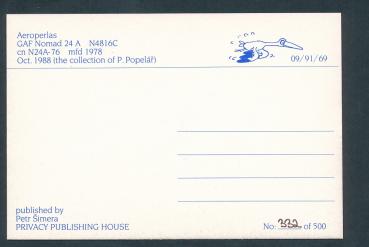 Aeroperlas
GAF Nomad 24 A N4816C
cn N24A-76 mfd 1978
Oct. 1988 (the collection of P. Popelář)
09/91/69
published by
Petr Šimera
PRIVACY PUBLISHING HOUSE
No: 332 of 500